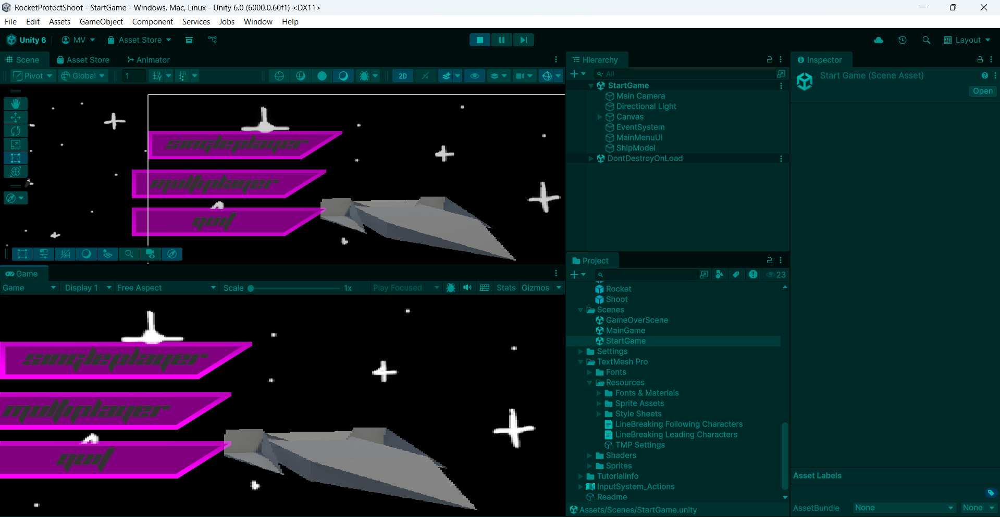 RocketProtectShoot - StartGame - Windows, Mac, Linux - Unity 6.0 (6000.0.60f1) <DX11>
File Edit Assets GameObject Component Services Jobs Window Help
Unity 6 MV Asset Store Layout
Scene Asset Store Animator
Pivot Global 1 2D
singleplayer
multiplayer
quit
Game
Game Display 1 Free Aspect Scale 1x Play Focused Stats Gizmos
singleplayer
multiplayer
quit
Hierarchy
All
StartGame
Main Camera
Directional Light
Canvas
EventSystem
MainMenuUI
ShipModel
DontDestroyOnLoad
Project
23
Rocket
Shoot
Scenes
GameOverScene
MainGame
StartGame
Settings
TextMesh Pro
Fonts
Resources
Fonts & Materials
Sprite Assets
Style Sheets
LineBreaking Following Characters
LineBreaking Leading Characters
TMP Settings
Shaders
Sprites
TutorialInfo
InputSystem_Actions
Readme
Assets/Scenes/StartGame.unity
Inspector
Start Game (Scene Asset)
Open
Asset Labels
AssetBundle None None